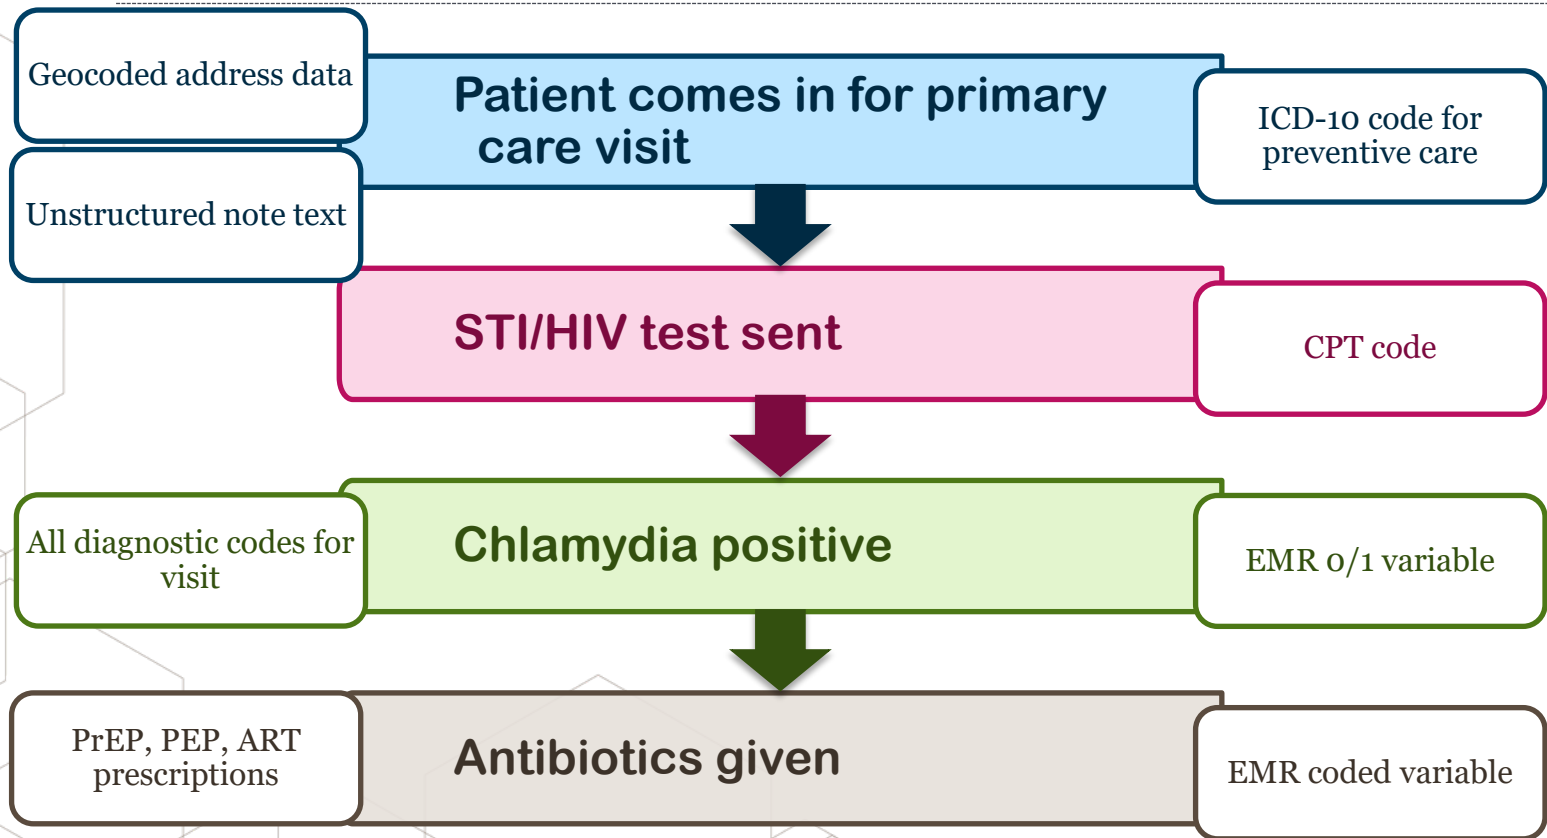 Geocoded address data
Patient comes in for primary
care visit
ICD-10 code for
preventive care
Unstructured note text
STI/HIV test sent
CPT code
All diagnostic codes for
visit
Chlamydia positive
EMR 0/1 variable
PrEP, PEP, ART
prescriptions
Antibiotics given
EMR coded variable